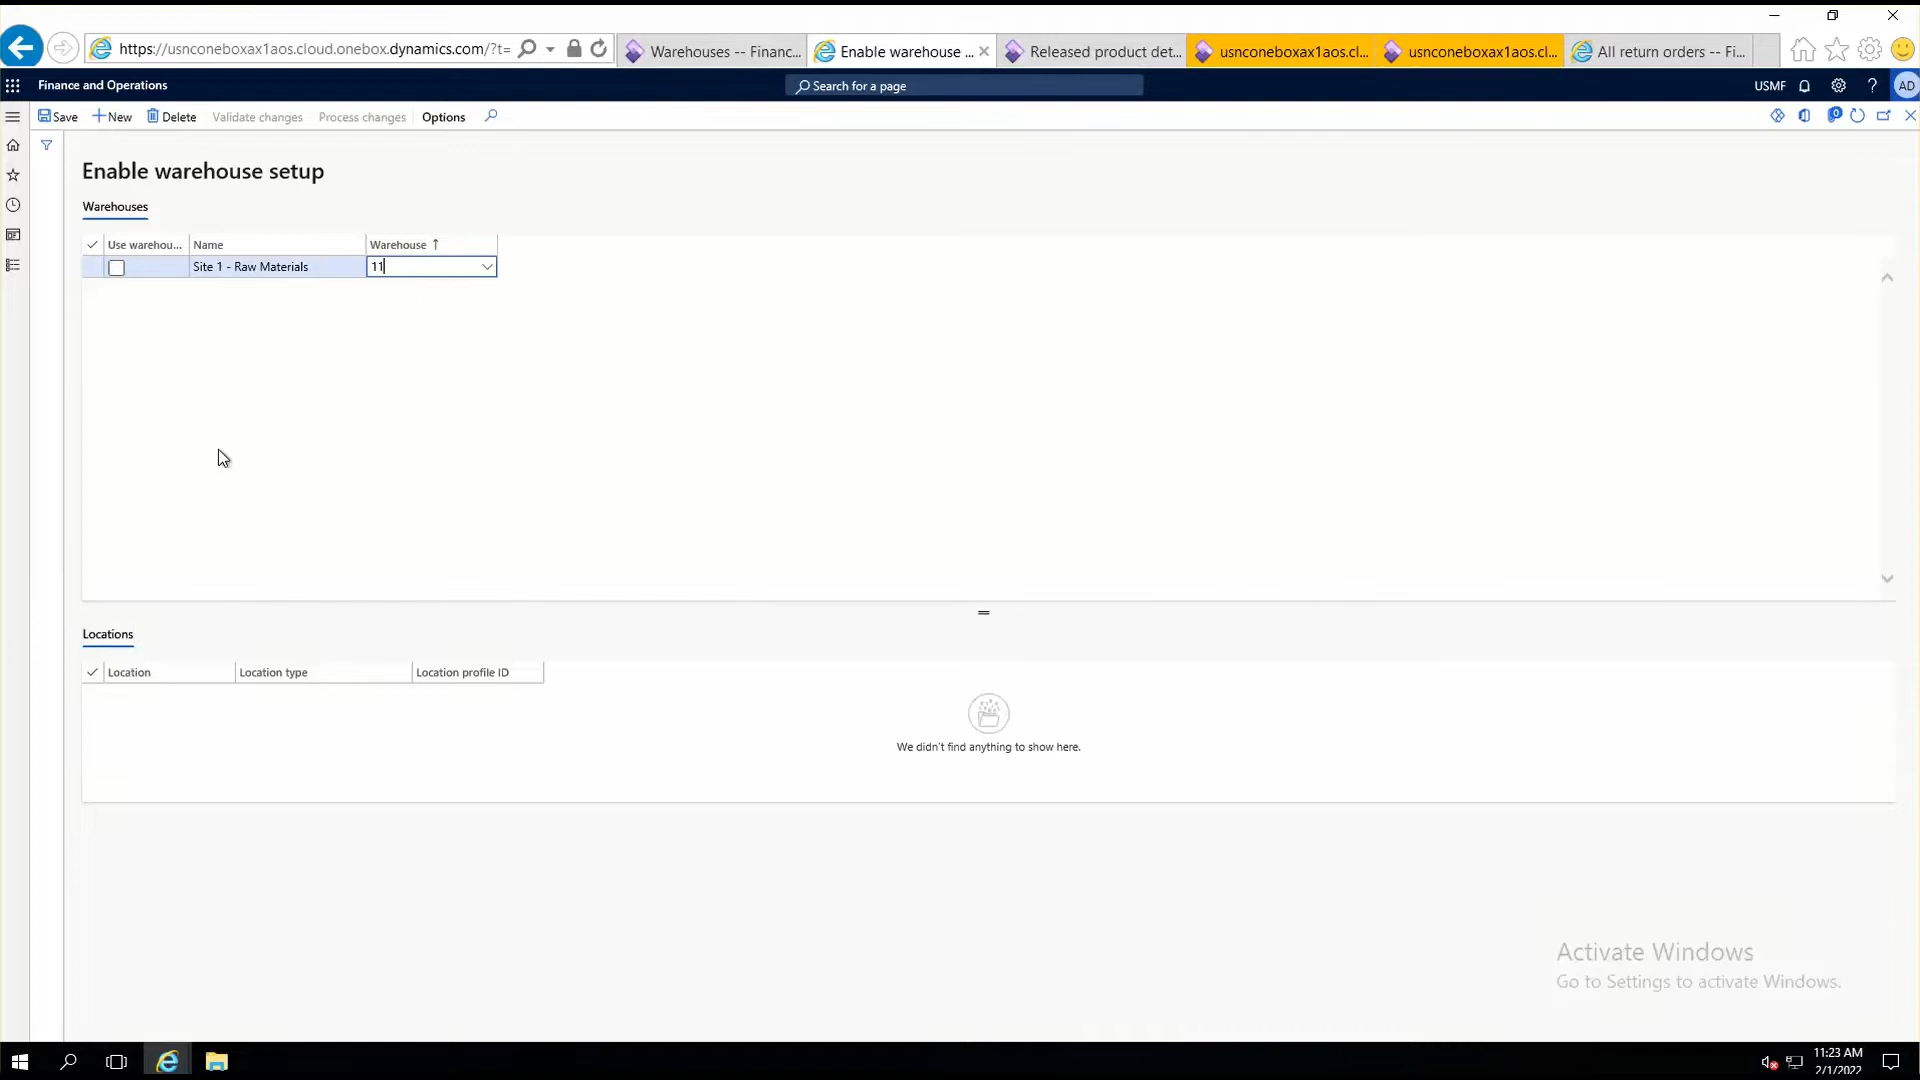 https://usnconeboxax1aos.cloud.onebox.dynamics.com/?t=
Warehouses -- Financ...
Enable warehouse ...
Released product det...
usnconeboxax1aos.cl...
usnconeboxax1aos.cl...
All return orders -- Fi...
Finance and Operations
Search for a page
USMF
?
AD
Save
New
Delete
Validate changes
Process changes
Options
0
Enable warehouse setup
Warehouses
Use warehou...
Name
Warehouse ↑
Site 1 - Raw Materials
11
Locations
Location
Location type
Location profile ID
We didn't find anything to show here.
Activate Windows
Go to Settings to activate Windows.
11:23 AM
2/1/2022